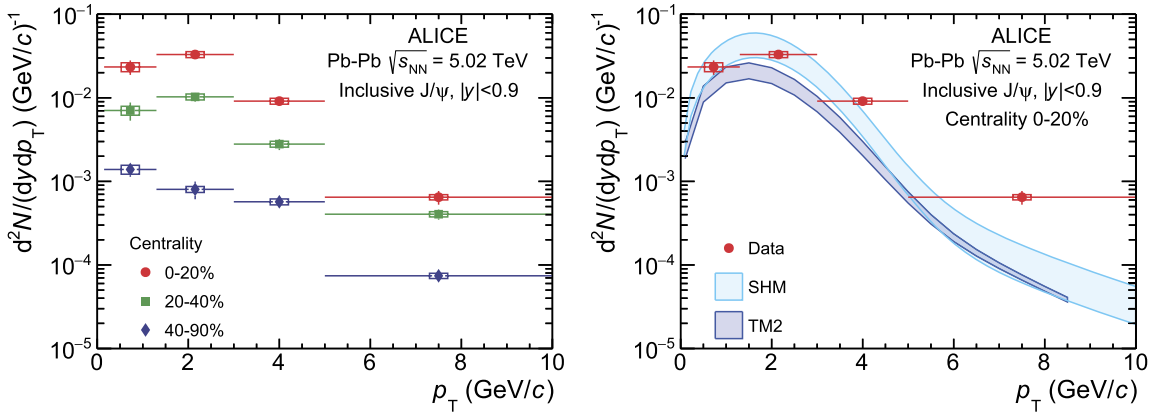 d²N/(dydp_T) (GeV/c)⁻¹
10⁻¹
10⁻²
10⁻³
10⁻⁴
10⁻⁵
ALICE
Pb-Pb √s_NN = 5.02 TeV
Inclusive J/ψ, |y|<0.9
Centrality
0-20%
20-40%
40-90%
0 2 4 6 8 10
p_T (GeV/c)
d²N/(dydp_T) (GeV/c)⁻¹
10⁻¹
10⁻²
10⁻³
10⁻⁴
10⁻⁵
ALICE
Pb-Pb √s_NN = 5.02 TeV
Inclusive J/ψ, |y|<0.9
Centrality 0-20%
Data
SHM
TM2
0 2 4 6 8 10
p_T (GeV/c)